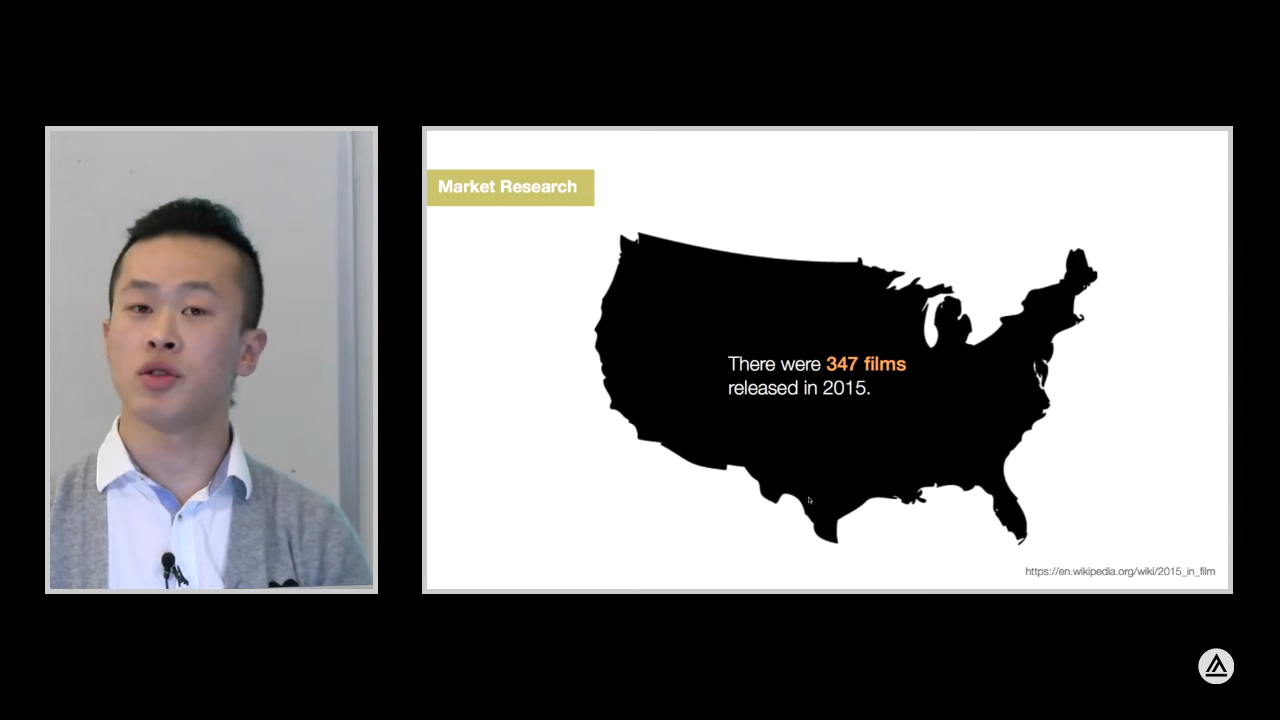 Market Research
There were 347 films
released in 2015.
https://en.wikipedia.org/wiki/2015_in_film